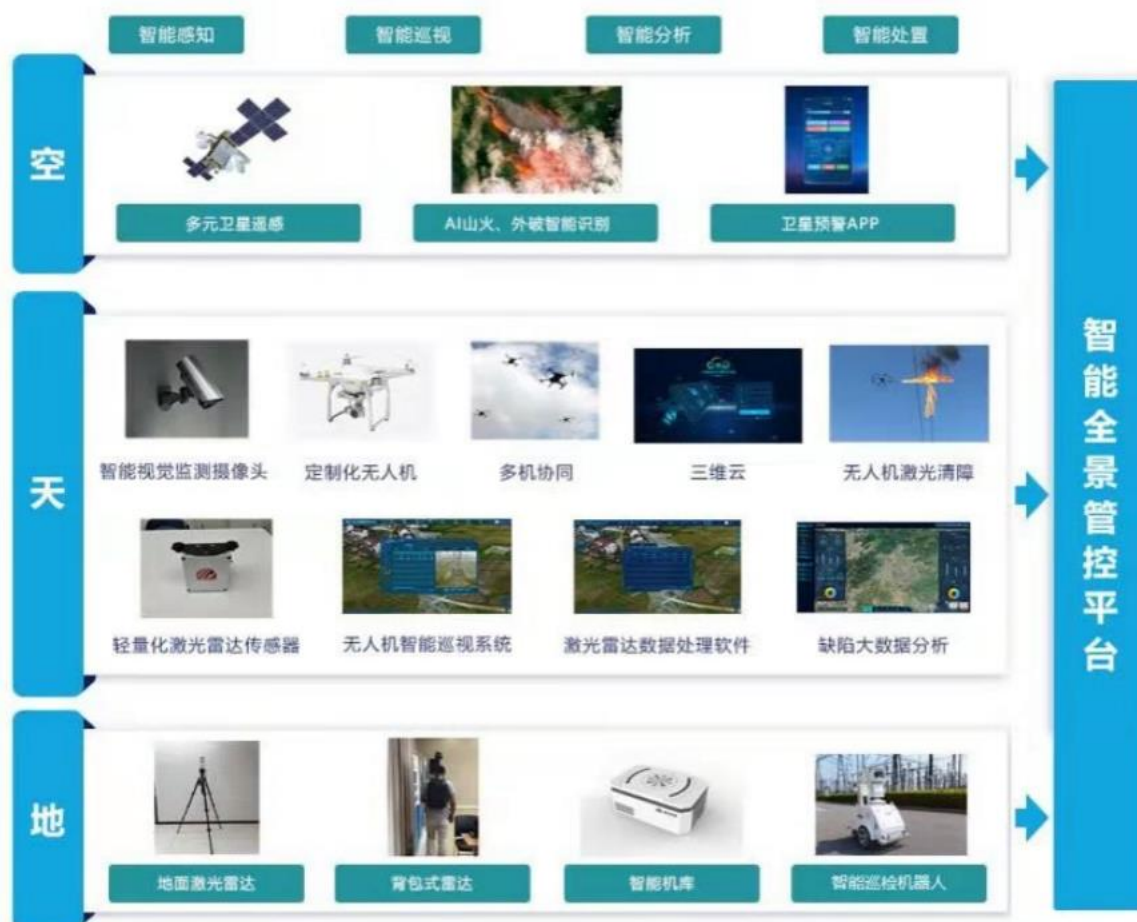 智能感知
智能巡视
智能分析
智能处置
空
多元卫星遥感
AI山火、外破智能识别
卫星预警APP
天
智能视觉监测摄像头
定制化无人机
多机协同
三维云
无人机激光清障
轻量化激光雷达传感器
无人机智能巡视系统
激光雷达数据处理软件
缺陷大数据分析
地
地面激光雷达
背包式雷达
智能机库
智能巡检机器人
智能全景管控平台